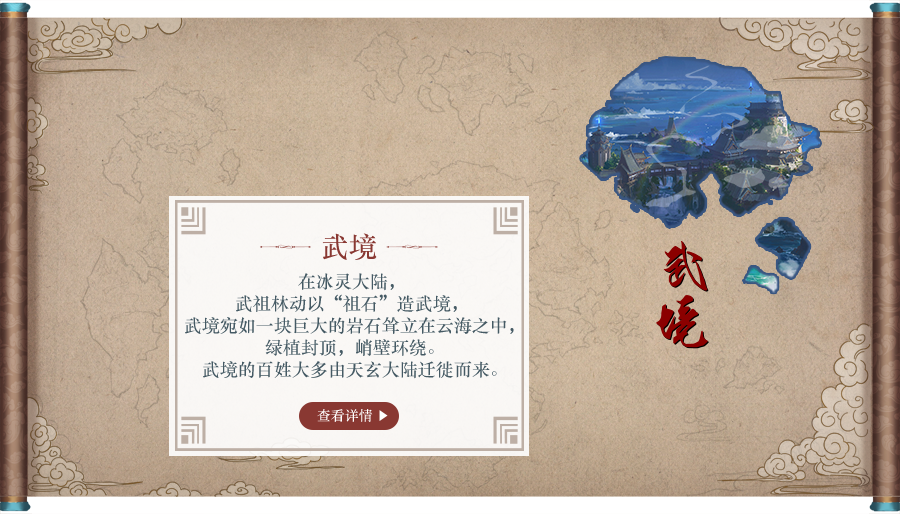 武境
在冰灵大陆，
武祖林动以“祖石”造武境，
武境宛如一块巨大的岩石耸立在云海之中，
绿植封顶，峭壁环绕。
武境的百姓大多由天玄大陆迁徙而来。
查看详情
武境